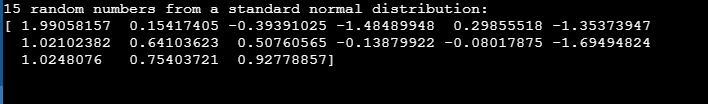 15 random numbers from a standard normal distribution:
[ 1.99058157  0.15417405 -0.39391025 -1.48489948  0.29855518 -1.35373947
  1.02102382  0.64103623  0.50760565 -0.13879922 -0.08017875 -1.69494824
  1.0248076   0.75403721  0.92778857]